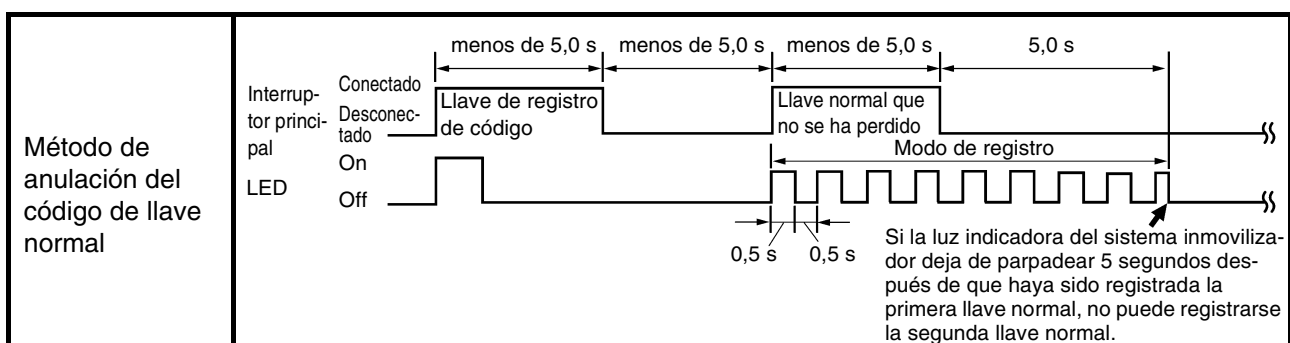 Método de
anulación del
código de llave
normal
menos de 5,0 s menos de 5,0 s menos de 5,0 s 5,0 s
Interrup-
tor princi-
pal
Conectado
Desconec-
tado
Llave de registro
de código
Llave normal que
no se ha perdido
Modo de registro
LED
On
Off
0,5 s 0,5 s
Si la luz indicadora del sistema inmoviliza-
dor deja de parpadear 5 segundos des-
pués de que haya sido registrada la
primera llave normal, no puede registrarse
la segunda llave normal.